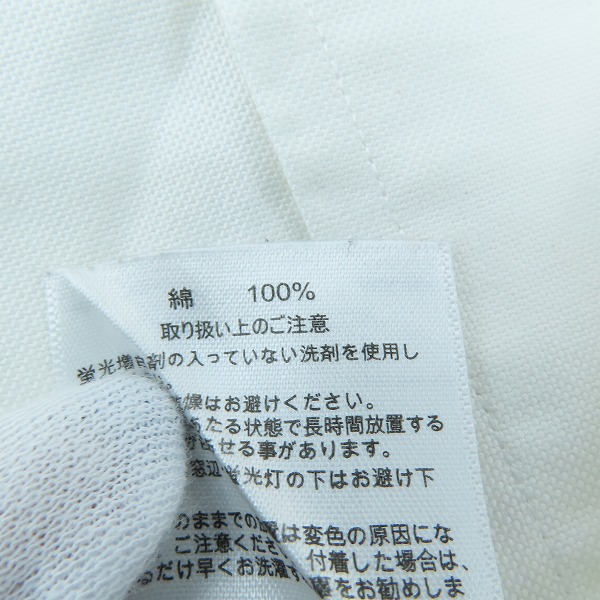 綿 100%
取り扱い上のご注意
蛍光増白剤の入っていない洗剤を使用し
はお避けください。
たる状態で長時間放置する
せる事があります。
窓辺蛍光灯の下はお避け下
のままでの
は変色の原因にな
ご注意くださ
付着した場合は、
るだけ早くお洗濯す
をお勧めしま